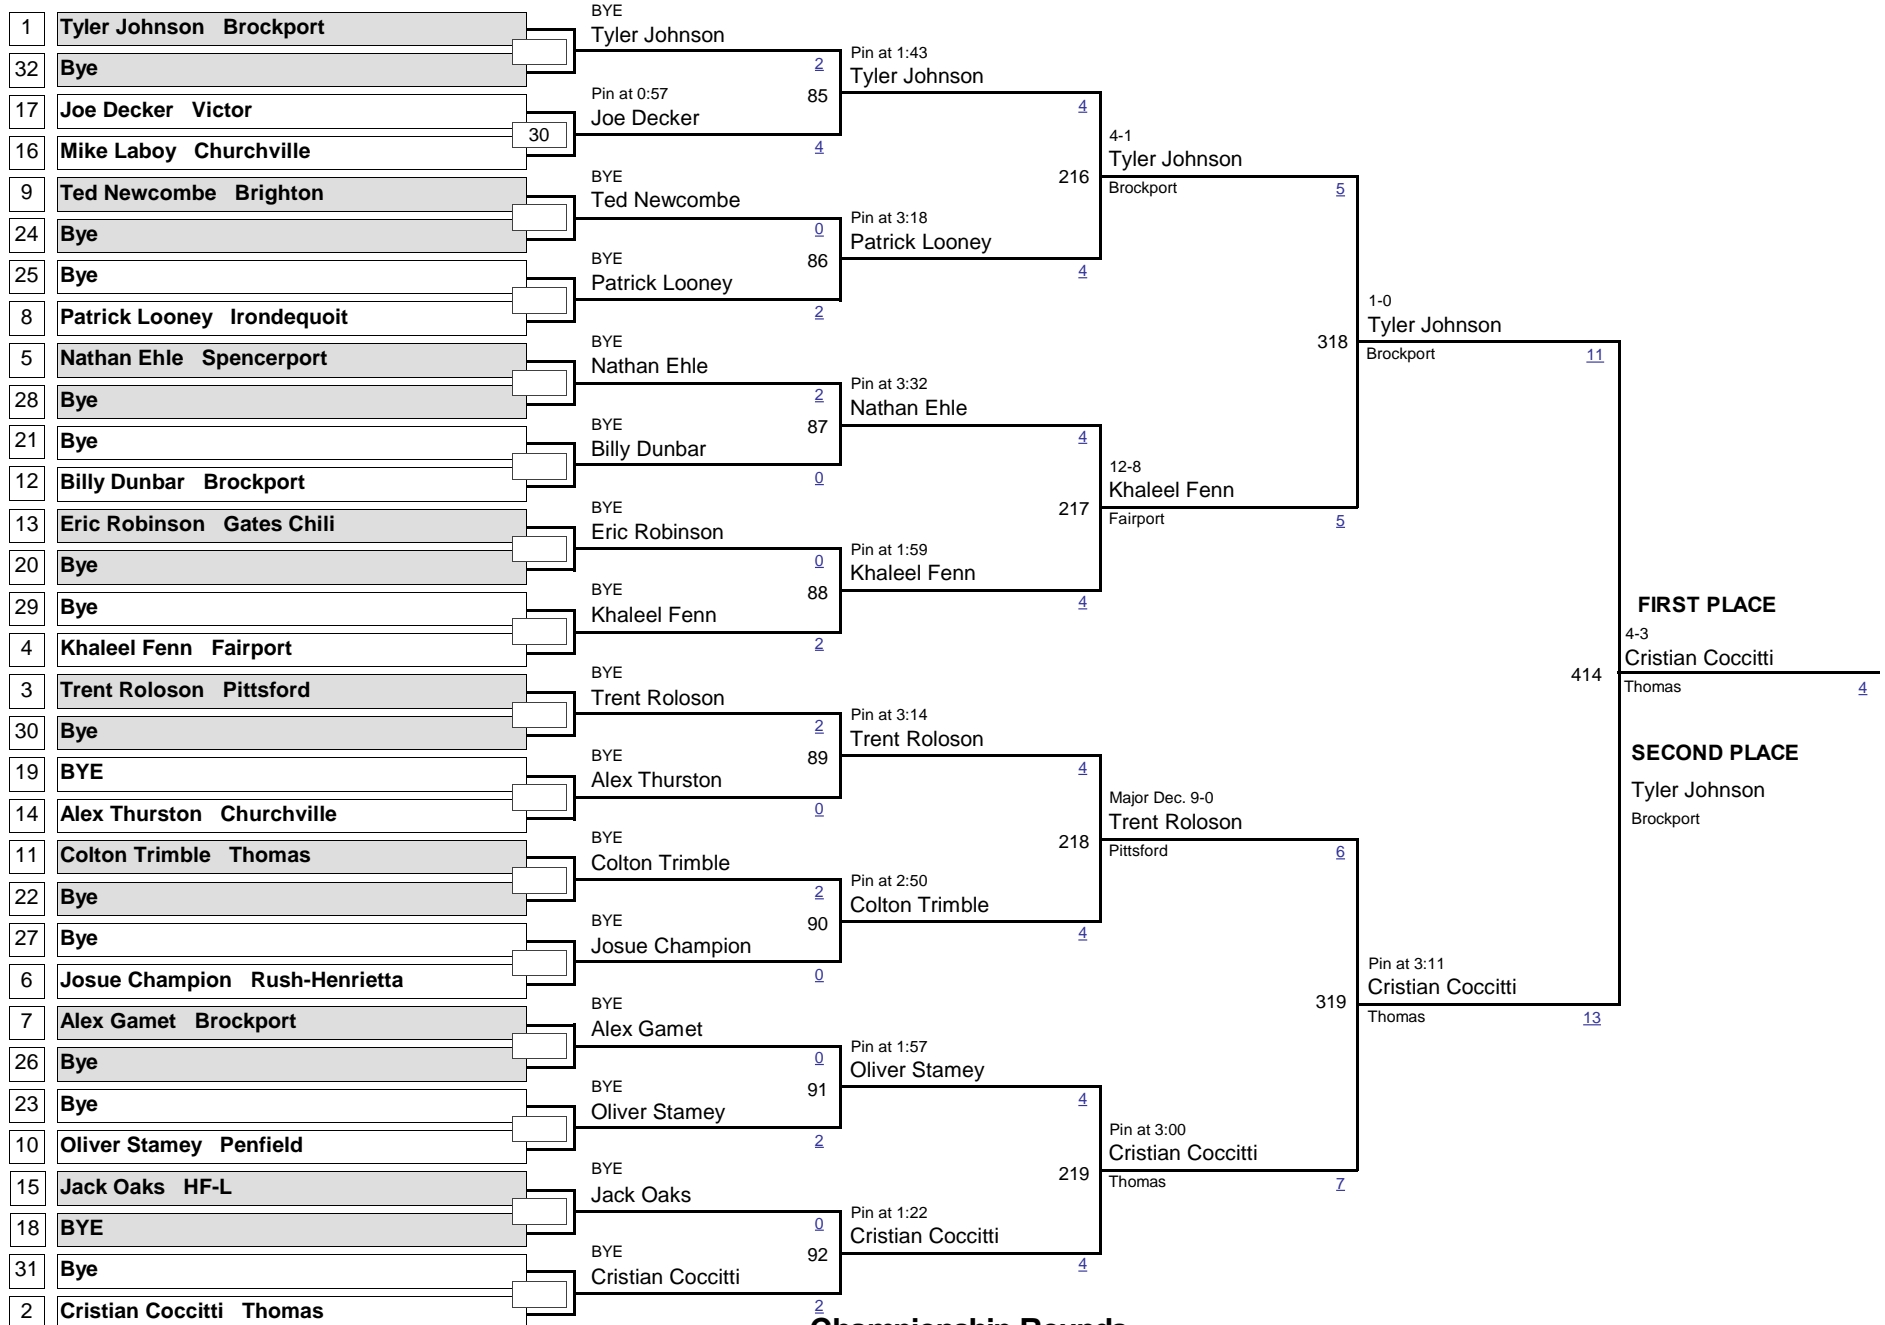 1 Tyler Johnson Brockport
32 Bye
17 Joe Decker Victor
16 Mike Laboy Churchville
9 Ted Newcombe Brighton
24 Bye
25 Bye
8 Patrick Looney Irondequoit
5 Nathan Ehle Spencerport
28 Bye
21 Bye
12 Billy Dunbar Brockport
13 Eric Robinson Gates Chili
20 Bye
29 Bye
4 Khaleel Fenn Fairport
3 Trent Roloson Pittsford
30 Bye
19 BYE
14 Alex Thurston Churchville
11 Colton Trimble Thomas
22 Bye
27 Bye
6 Josue Champion Rush-Henrietta
7 Alex Gamet Brockport
26 Bye
23 Bye
10 Oliver Stamey Penfield
15 Jack Oaks HF-L
18 BYE
31 Bye
2 Cristian Coccitti Thomas
30
BYE
Tyler Johnson
2
Pin at 0:57
85
Joe Decker
4
BYE
Ted Newcombe
0
BYE
86
Patrick Looney
2
BYE
Nathan Ehle
2
BYE
87
Billy Dunbar
0
BYE
Eric Robinson
0
BYE
88
Khaleel Fenn
2
BYE
Trent Roloson
2
BYE
89
Alex Thurston
0
BYE
Colton Trimble
2
BYE
90
Josue Champion
0
BYE
Alex Gamet
0
BYE
91
Oliver Stamey
2
BYE
Jack Oaks
0
BYE
92
Cristian Coccitti
2
Pin at 1:43
Tyler Johnson
4
216
Pin at 3:18
Patrick Looney
4
Pin at 3:32
Nathan Ehle
4
217
Pin at 1:59
Khaleel Fenn
4
Pin at 3:14
Trent Roloson
4
218
Pin at 2:50
Colton Trimble
4
Pin at 1:57
Oliver Stamey
4
219
Pin at 1:22
Cristian Coccitti
4
4-1
Tyler Johnson
Brockport 5
318
12-8
Khaleel Fenn
Fairport 5
Major Dec. 9-0
Trent Roloson
Pittsford 6
319
Pin at 3:00
Cristian Coccitti
Thomas 7
1-0
Tyler Johnson
Brockport 11
414
Pin at 3:11
Cristian Coccitti
Thomas 13
FIRST PLACE
4-3
Cristian Coccitti
Thomas 4
SECOND PLACE
Tyler Johnson
Brockport
Championship Rounds